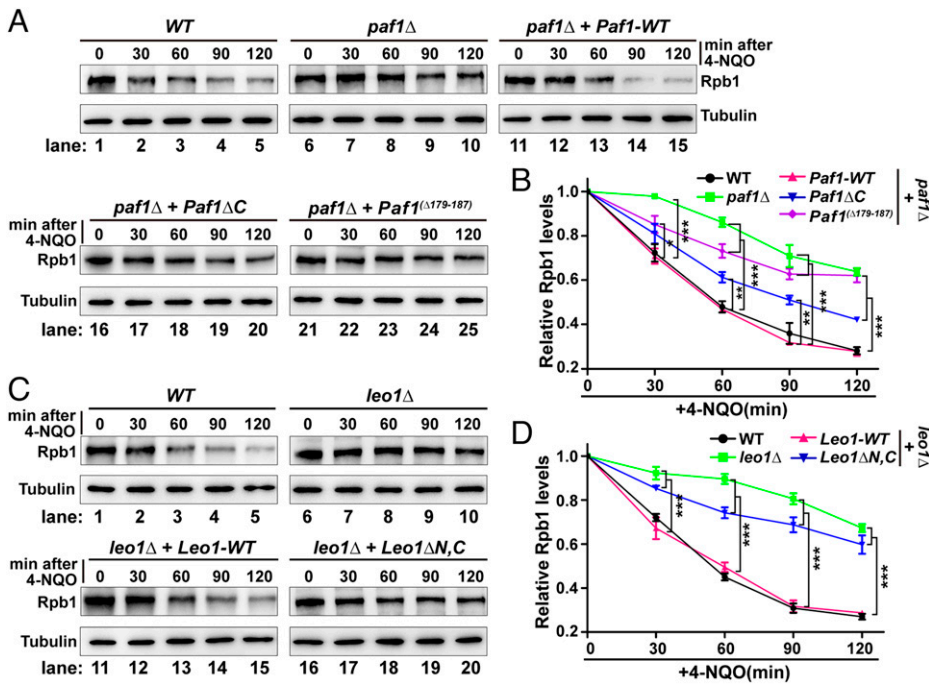 A
WT
paf1Δ
paf1Δ + Paf1-WT
0 30 60 90 120
0 30 60 90 120
0 30 60 90 120
min after
4-NQO
Rpb1
Tubulin
lane: 1 2 3 4 5
6 7 8 9 10
11 12 13 14 15
paf1Δ + Paf1ΔC
paf1Δ + Paf1(Δ179-187)
min after
4-NQO
0 30 60 90 120
0 30 60 90 120
Rpb1
Tubulin
lane: 16 17 18 19 20
21 22 23 24 25
B
WT
paf1Δ
Paf1-WT
Paf1ΔC
Paf1(Δ179-187)
+ paf1Δ
Relative Rpb1 levels
1.0
0.8
0.6
0.4
0.2
*
***
**
***
**
***
***
0 30 60 90 120
+4-NQO(min)
C
WT
leo1Δ
min after
4-NQO
0 30 60 90 120
0 30 60 90 120
Rpb1
Tubulin
lane: 1 2 3 4 5
6 7 8 9 10
leo1Δ + Leo1-WT
leo1Δ + Leo1ΔN,C
min after
4-NQO
0 30 60 90 120
0 30 60 90 120
Rpb1
Tubulin
lane: 11 12 13 14 15
16 17 18 19 20
D
WT
leo1Δ
Leo1-WT
Leo1ΔN,C
+ leo1Δ
Relative Rpb1 levels
1.0
0.8
0.6
0.4
0.2
***
***
***
***
0 30 60 90 120
+4-NQO(min)